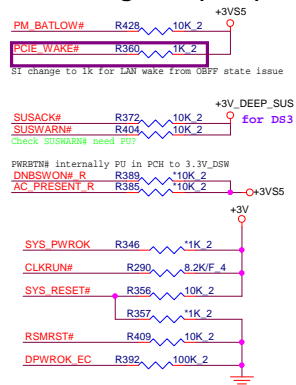 +3VS5
PM_BATLOW# R428 10K_2
PCIE_WAKE# R360 1K_2
SI change to 1k for LAN wake from OBFF state issue
+3V_DEEP_SUS
SUSACK# R372 10K_2 for DS3
SUSWARN# R404 10K_2
Check SUSWARN# need PU?
PWRBTN# internally PU in PCH to 3.3V_DSW
DNBSWON#_R R389 *10K_2
AC_PRESENT_R R385 *10K_2 +3VS5
+3V
SYS_PWROK R346 *1K_2
CLKRUN# R290 8.2K/F_4
SYS_RESET# R356 10K_2
R357 *1K_2
RSMRST# R409 10K_2
DPWROK_EC R392 100K_2